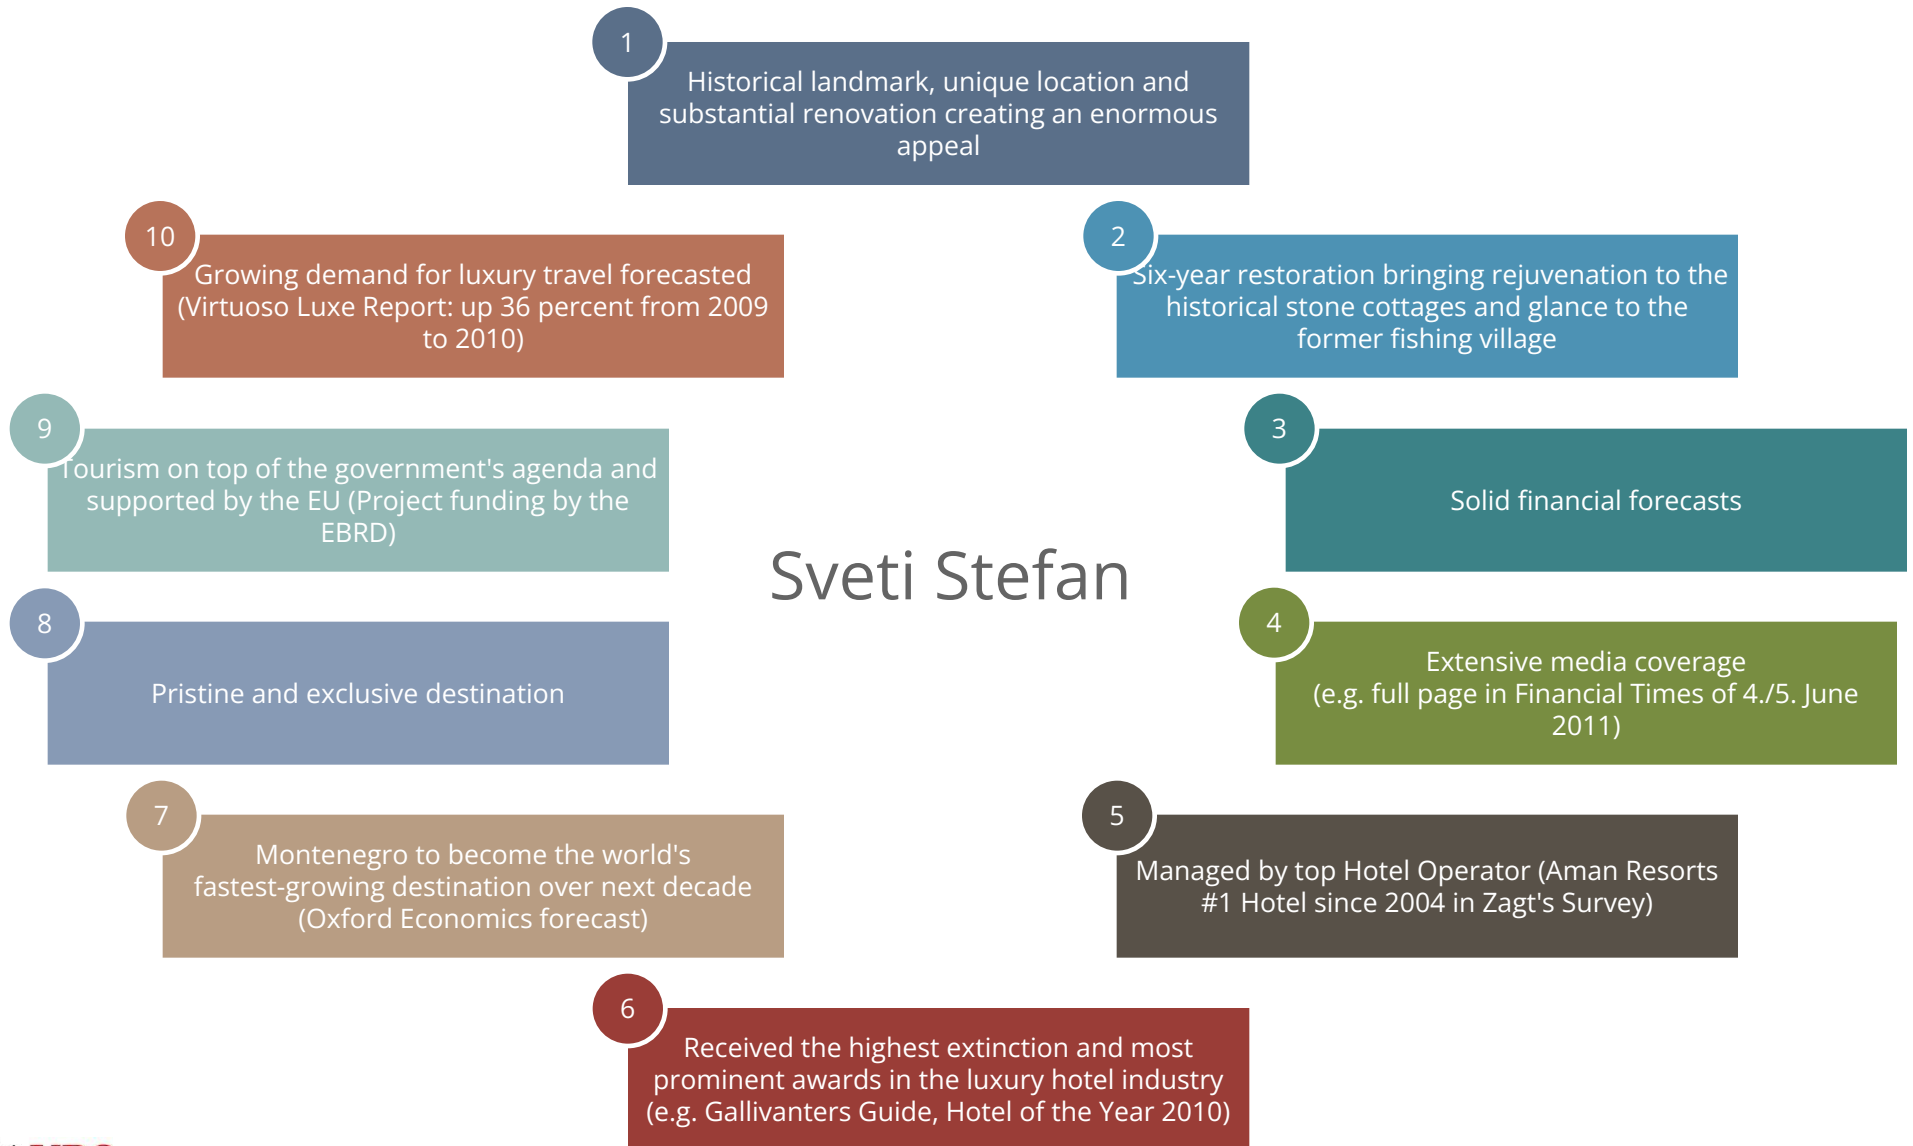 1
Historical landmark, unique location and
substantial renovation creating an enormous
appeal
2
Six-year restoration bringing rejuvenation to the
historical stone cottages and glance to the
former fishing village
3
Solid financial forecasts
4
Extensive media coverage
(e.g. full page in Financial Times of 4./5. June
2011)
5
Managed by top Hotel Operator (Aman Resorts
#1 Hotel since 2004 in Zagt's Survey)
6
Received the highest extinction and most
prominent awards in the luxury hotel industry
(e.g. Gallivanters Guide, Hotel of the Year 2010)
7
Montenegro to become the world's
fastest-growing destination over next decade
(Oxford Economics forecast)
8
Pristine and exclusive destination
9
Tourism on top of the government's agenda and
supported by the EU (Project funding by the
EBRD)
10
Growing demand for luxury travel forecasted
(Virtuoso Luxe Report: up 36 percent from 2009
to 2010)
Sveti Stefan